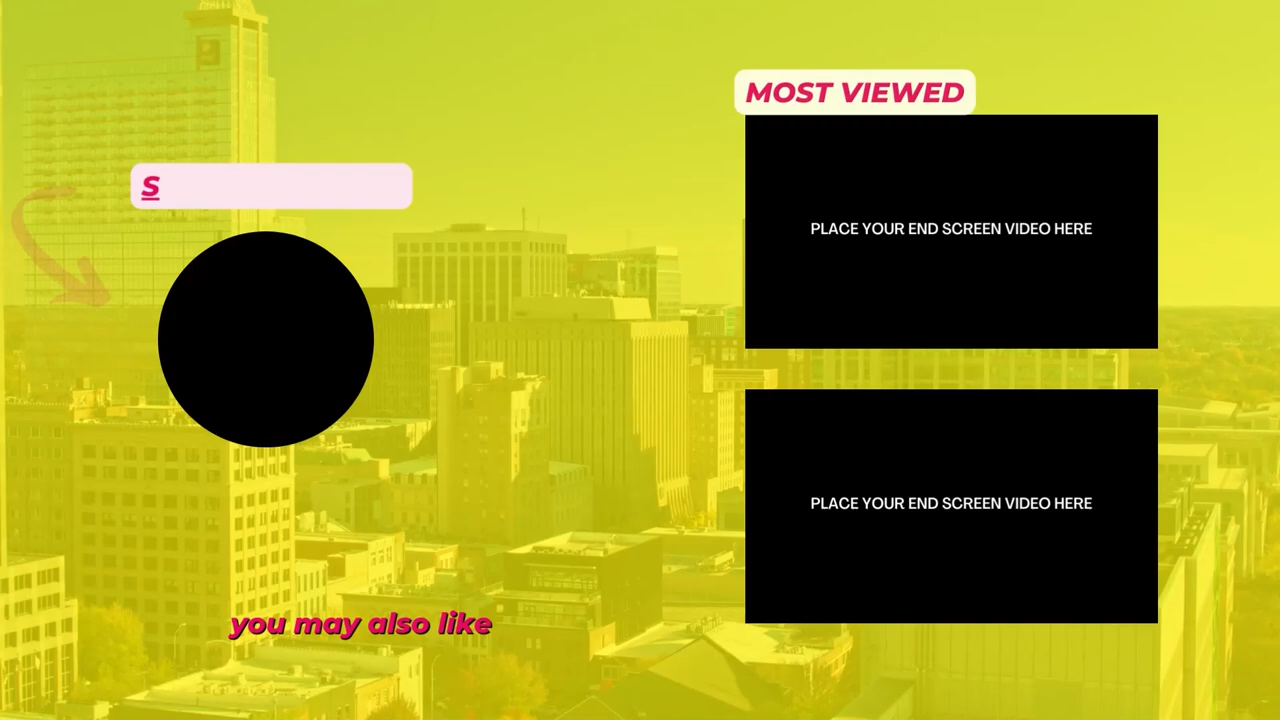 MOST VIEWED
S
PLACE YOUR END SCREEN VIDEO HERE
PLACE YOUR END SCREEN VIDEO HERE
you may also like